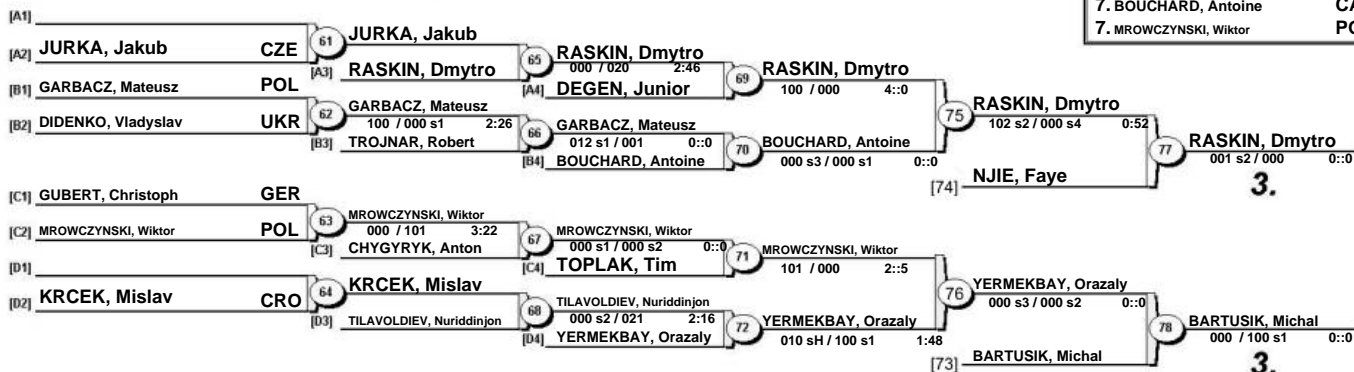 7. BOUCHARD, Antoine CA
7. MROWCZYNSKI, Wiktor PO
[A1]
[A2] JURKA, Jakub CZE
61
JURKA, Jakub
[A3] RASKIN, Dmytro
65
RASKIN, Dmytro
000 / 020 2:46
[A4] DEGEN, Junior
69
RASKIN, Dmytro
100 / 000 4::0
[B1] GARBACZ, Mateusz POL
[B2] DIDENKO, Vladyslav UKR
62
GARBACZ, Mateusz
100 / 000 s1 2:26
[B3] TROJNAR, Robert
66
GARBACZ, Mateusz
012 s1 / 001 0::0
[B4] BOUCHARD, Antoine
70
BOUCHARD, Antoine
000 s3 / 000 s1 0::0
75
RASKIN, Dmytro
102 s2 / 000 s4 0:52
[74] NJIE, Faye
77
RASKIN, Dmytro
001 s2 / 000 0::0
3.
[C1] GUBERT, Christoph GER
[C2] MROWCZYNSKI, Wiktor POL
63
MROWCZYNSKI, Wiktor
000 / 101 3:22
[C3] CHYGYRYK, Anton
67
MROWCZYNSKI, Wiktor
000 s1 / 000 s2 0::0
[C4] TOPLAK, Tim
71
MROWCZYNSKI, Wiktor
101 / 000 2::5
[D1]
[D2] KRCEK, Mislav CRO
64
KRCEK, Mislav
[D3] TILAVOLDIEV, Nuriddinjon
68
TILAVOLDIEV, Nuriddinjon
000 s2 / 021 2:16
[D4] YERMEKBAY, Orazaly
72
YERMEKBAY, Orazaly
010 sH / 100 s1 1:48
76
YERMEKBAY, Orazaly
000 s3 / 000 s2 0::0
[73] BARTUSIK, Michal
78
BARTUSIK, Michal
000 / 100 s1 0::0
3.